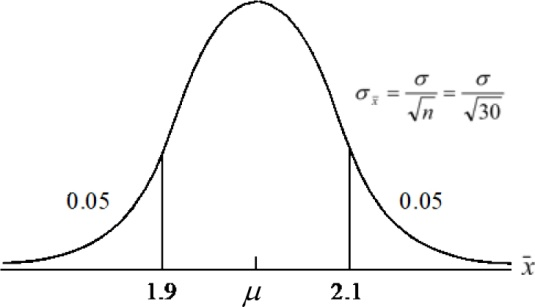 σ_x̄ = σ/√n = σ/√30
0.05 0.05
x̄
1.9 μ 2.1